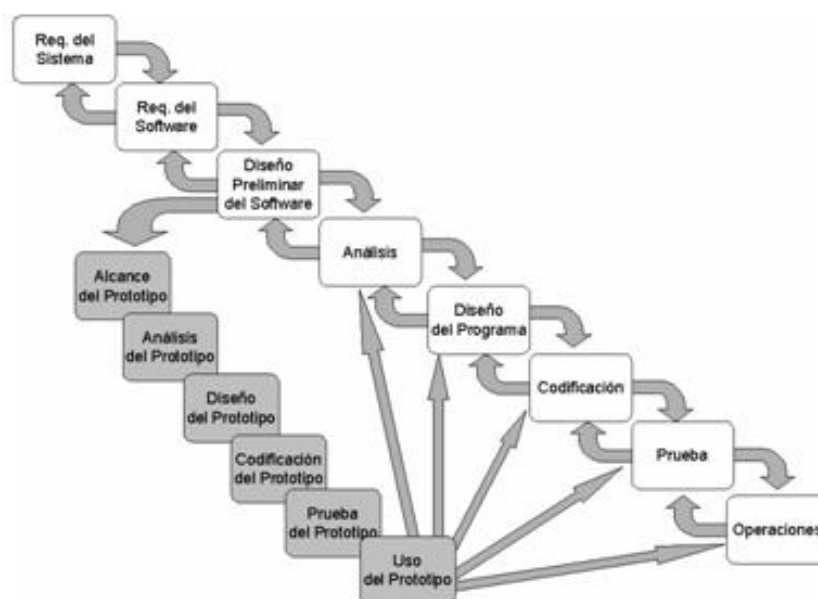 Req. del
Sistema
Req. del
Software
Diseño
Preliminar
del Software
Análisis
Diseño
del Programa
Codificación
Prueba
Operaciones
Alcance
del Prototipo
Análisis
del Prototipo
Diseño
del Prototipo
Codificación
del Prototipo
Prueba
del Prototipo
Uso
del Prototipo